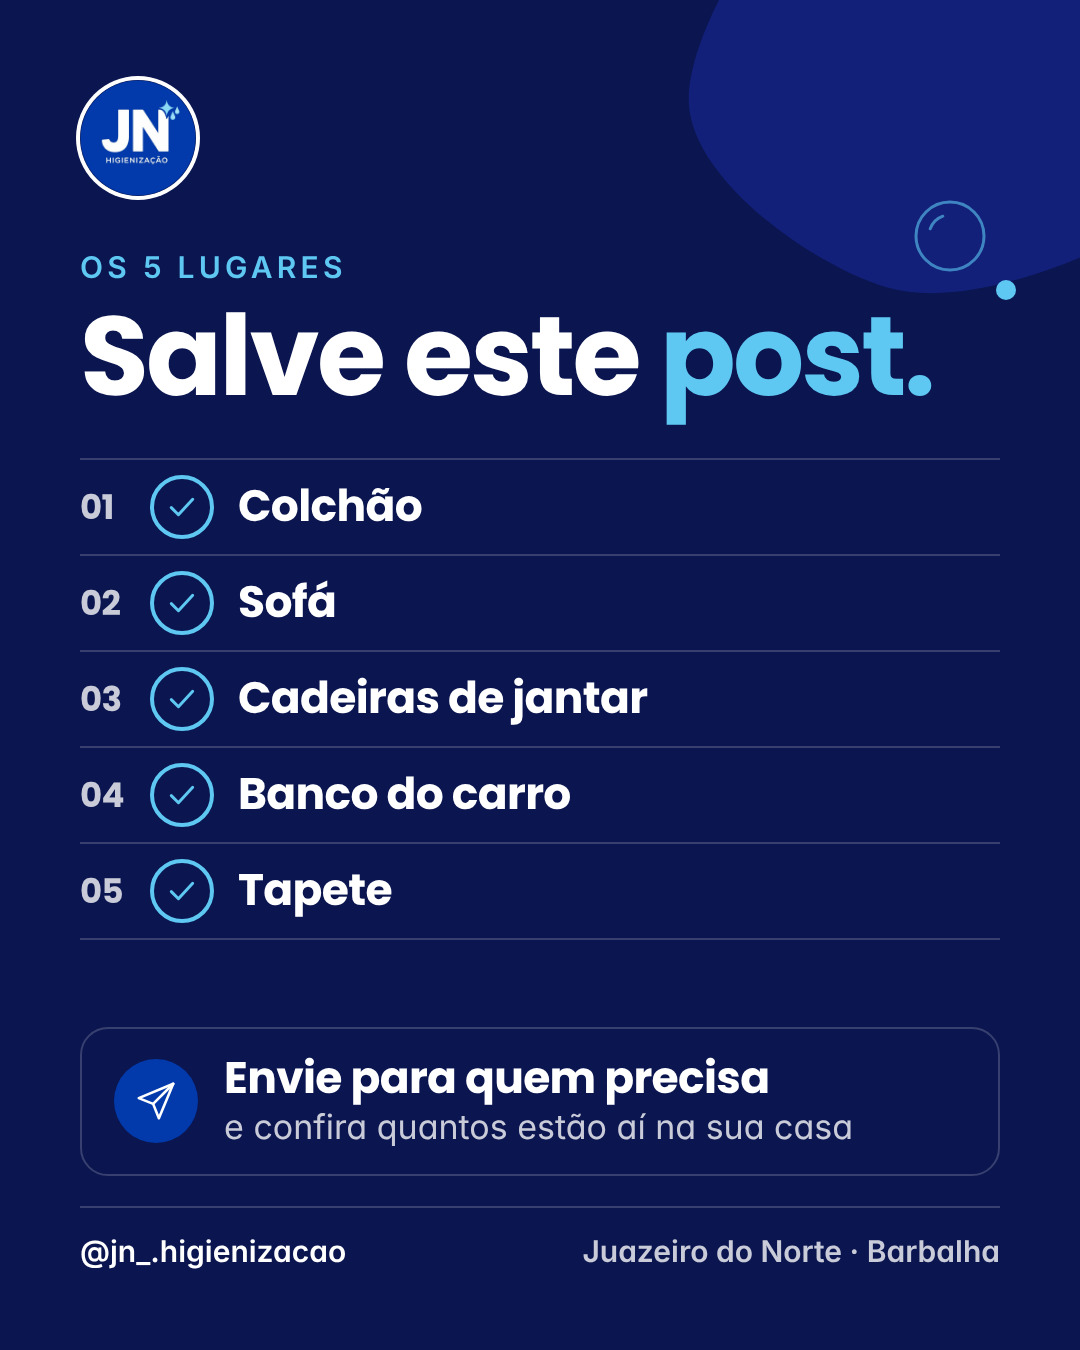 JN
HIGIENIZAÇÃO
OS 5 LUGARES
Salve este post.
01 Colchão
02 Sofá
03 Cadeiras de jantar
04 Banco do carro
05 Tapete
Envie para quem precisa
e confira quantos estão aí na sua casa
@jn_.higienizacao
Juazeiro do Norte · Barbalha